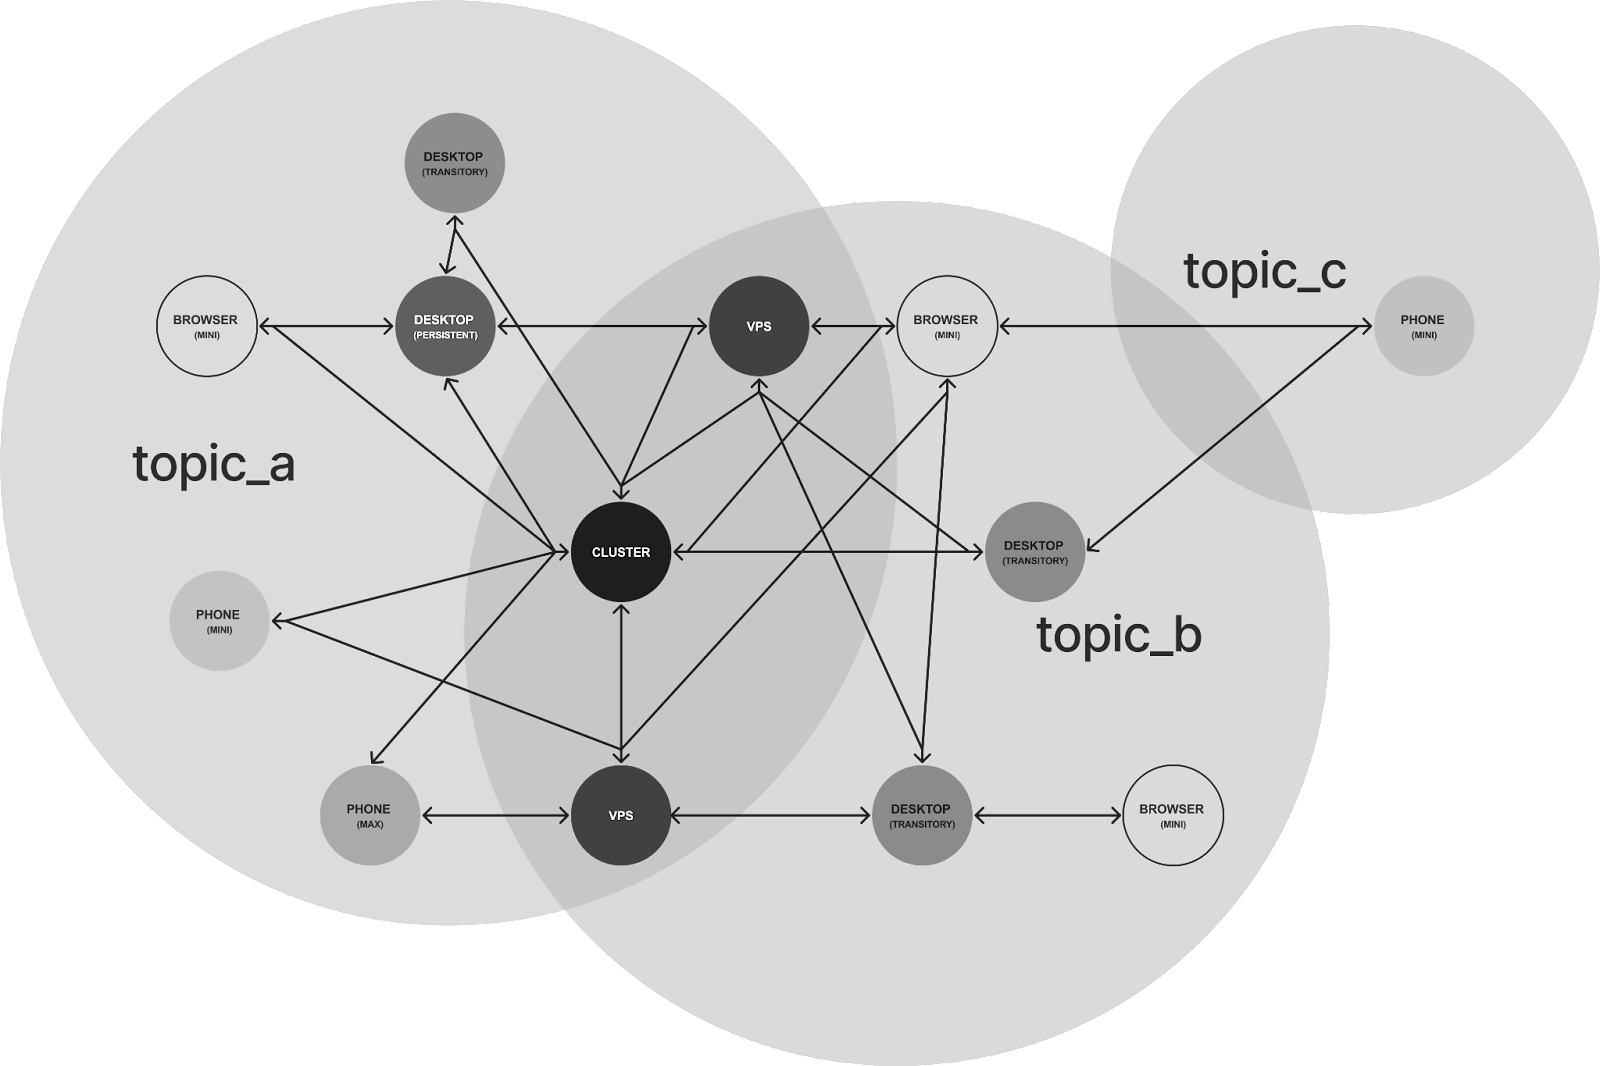 DESKTOP
(TRANSITORY)
BROWSER
(MINI)
DESKTOP
(PERSISTENT)
VPS
BROWSER
(MINI)
topic_c
PHONE
(MINI)
topic_a
CLUSTER
DESKTOP
(TRANSITORY)
PHONE
(MINI)
topic_b
PHONE
(MAX)
VPS
DESKTOP
(TRANSITORY)
BROWSER
(MINI)